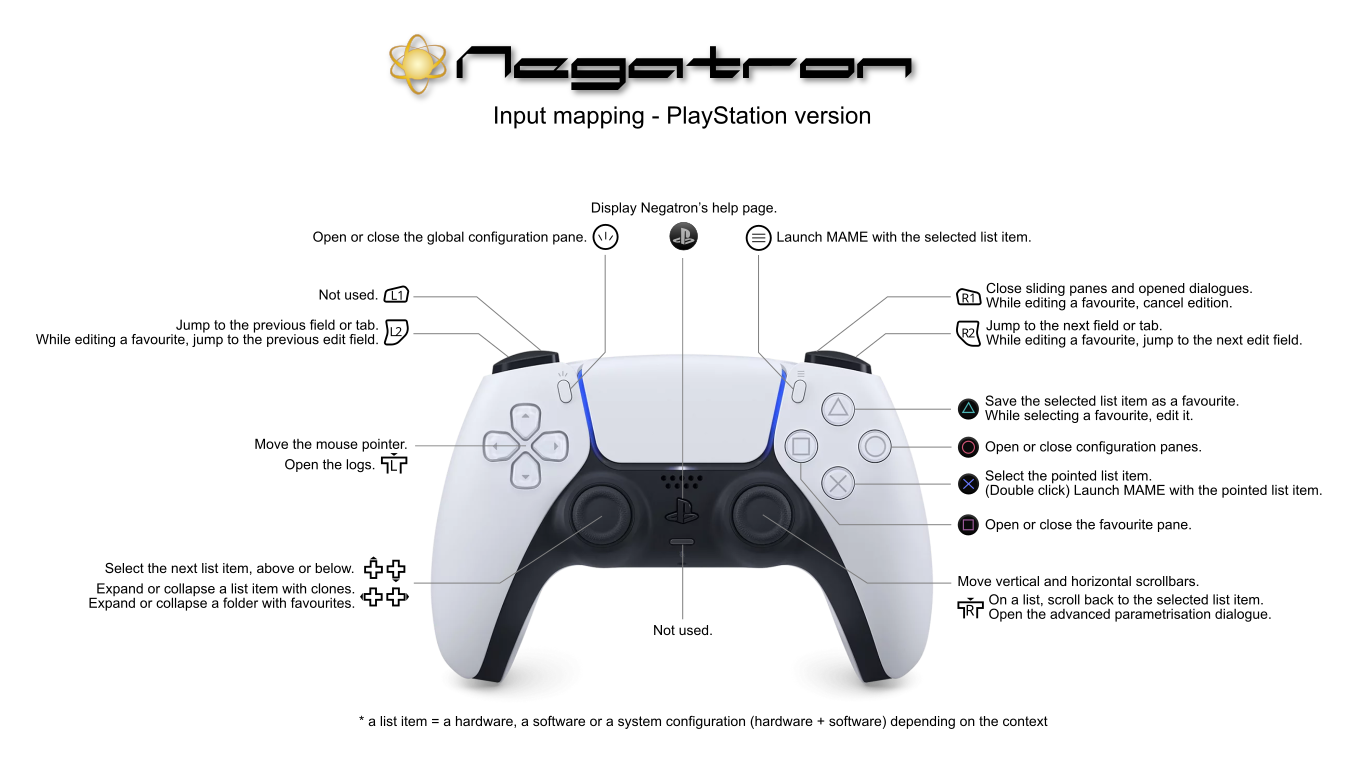 Negatron
Input mapping - PlayStation version
Display Negatron's help page.
Open or close the global configuration pane.
Launch MAME with the selected list item.
Not used. L1
Jump to the previous field or tab.
While editing a favourite, jump to the previous edit field. L2
R1 Close sliding panes and opened dialogues.
While editing a favourite, cancel edition.
R2 Jump to the next field or tab.
While editing a favourite, jump to the next edit field.
Move the mouse pointer.
Open the logs. L
Save the selected list item as a favourite.
While selecting a favourite, edit it.
Open or close configuration panes.
Select the pointed list item.
(Double click) Launch MAME with the pointed list item.
Open or close the favourite pane.
Select the next list item, above or below.
Expand or collapse a list item with clones.
Expand or collapse a folder with favourites.
Not used.
Move vertical and horizontal scrollbars.
R On a list, scroll back to the selected list item.
Open the advanced parametrisation dialogue.
* a list item = a hardware, a software or a system configuration (hardware + software) depending on the context